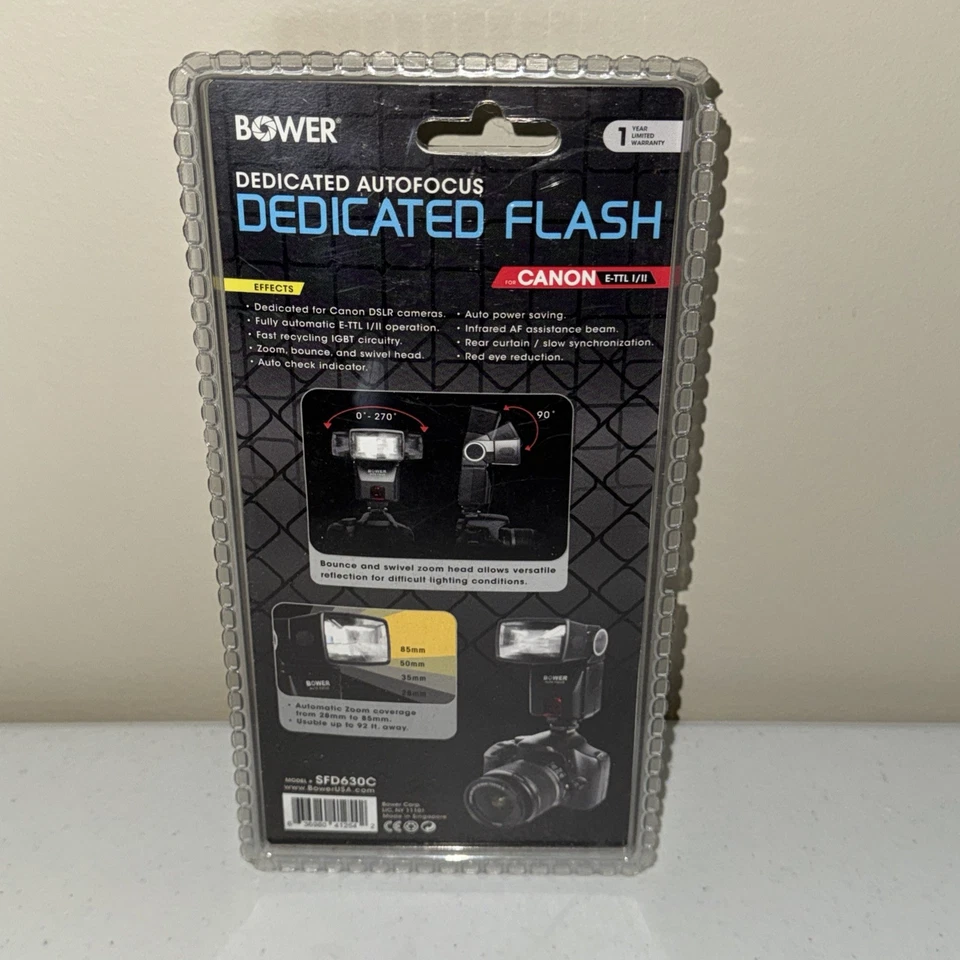 BOWER®
1 YEAR
LIMITED
WARRANTY
DEDICATED AUTOFOCUS
DEDICATED FLASH
FOR CANON E-TTL I/II
EFFECTS
• Dedicated for Canon DSLR cameras.
• Fully automatic E-TTL I/II operation.
• Fast recycling IGBT circuitry.
• Zoom, bounce, and swivel head.
• Auto check indicator.
• Auto power saving.
• Infrared AF assistance beam.
• Rear curtain / slow synchronization.
• Red eye reduction.
0°- 270°
90°
BOWER
Bounce and swivel zoom head allows versatile
reflection for difficult lighting conditions.
85mm
50mm
35mm
28mm
BOWER
• Automatic Zoom coverage
from 28mm to 85mm.
• Usable up to 92 ft. away.
BOWER
MODEL # SFD630C
www.BowerUSA.com
Bower Corp.
LIC, NY 11101
Made in Singapore
CE